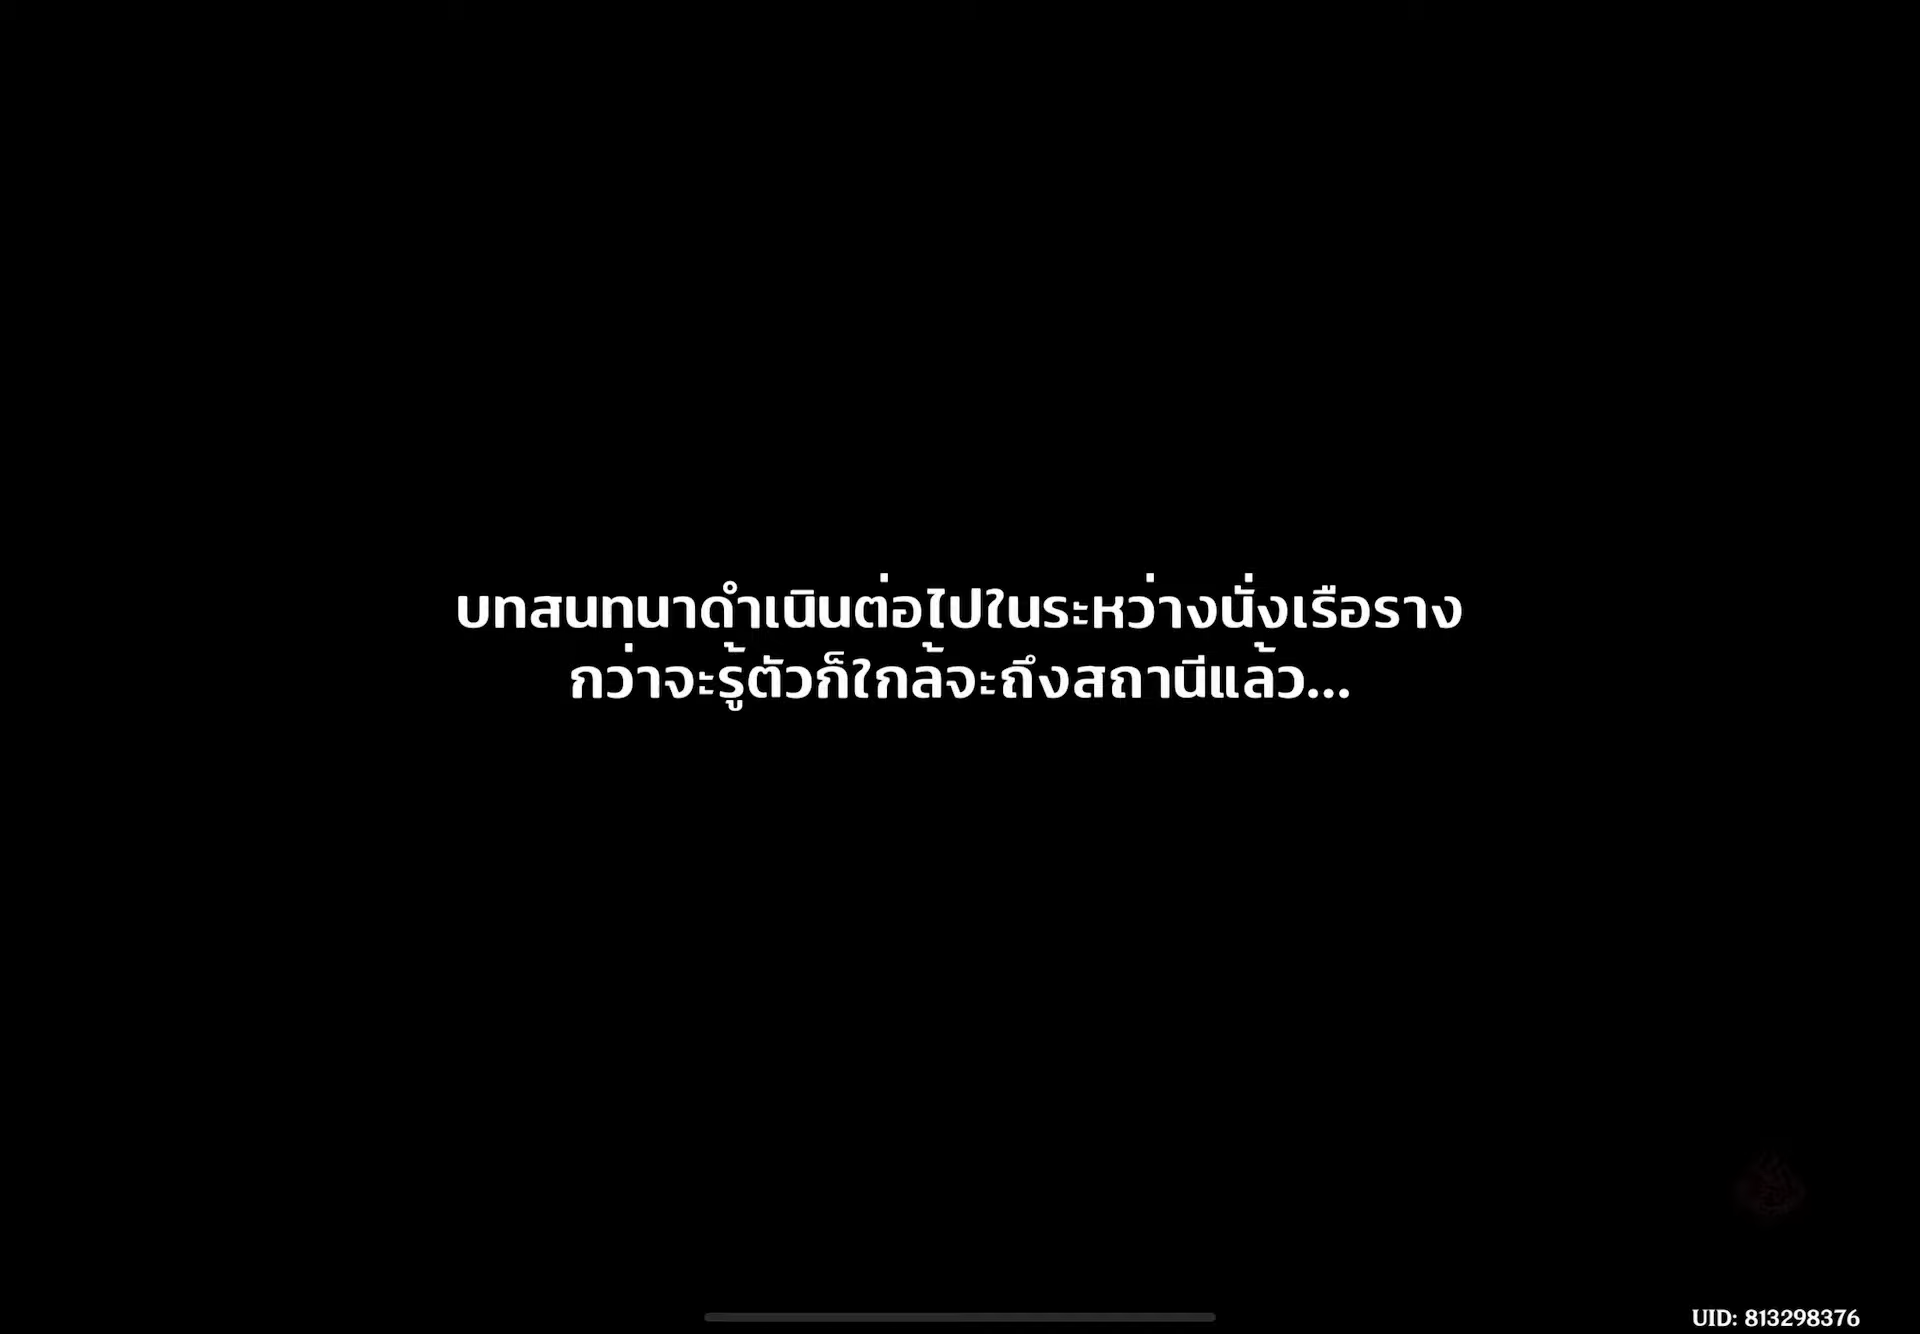 บทสนทนาดำเนินต่อไปในระหว่างนั่งเรือราง
กว่าจะรู้ตัวก็ใกล้จะถึงสถานีแล้ว...
UID: 813298376